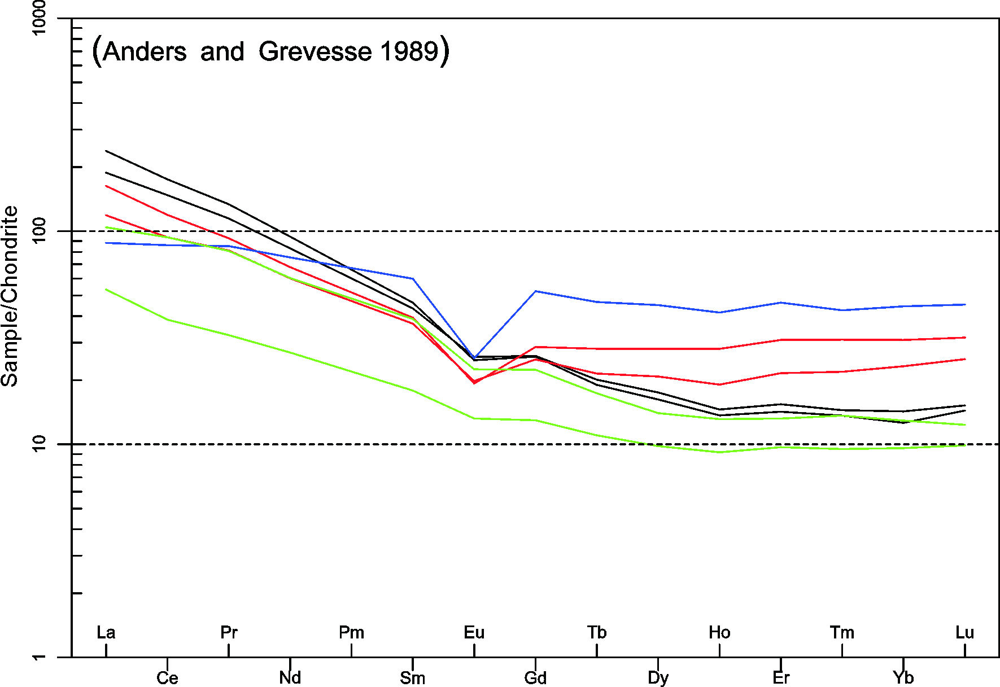 (Anders and Grevesse 1989)
Sample/Chondrite
1000
100
10
1
La Pr Pm Eu Tb Ho Tm Lu
Ce Nd Sm Gd Dy Er Yb